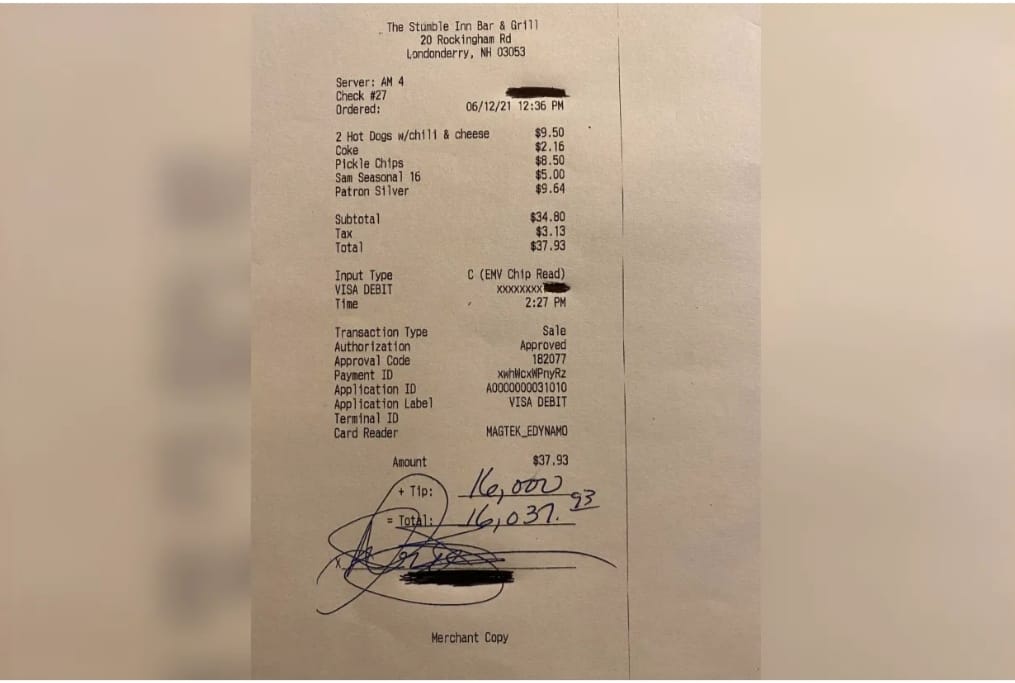 The Stumble Inn Bar & Grill
20 Rockingham Rd
Londonderry, NH 03053
Server: AM 4
Check #27
Ordered: 06/12/21 12:36 PM
2 Hot Dogs w/chili & cheese $9.50
Coke $2.16
Pickle Chips $8.50
Sam Seasonal 16 $5.00
Patron Silver $9.64
Subtotal $34.80
Tax $3.13
Total $37.93
Input Type C (EMV Chip Read)
VISA DEBIT xxxxxxxx
Time 2:27 PM
Transaction Type Sale
Authorization Approved
Approval Code 182077
Payment ID xwhWcxWPnyRz
Application ID A0000000031010
Application Label VISA DEBIT
Terminal ID
Card Reader MAGTEK_EDYNAMO
Amount $37.93
+ Tip: 16,000
= Total: 16,037.93
X
Merchant Copy